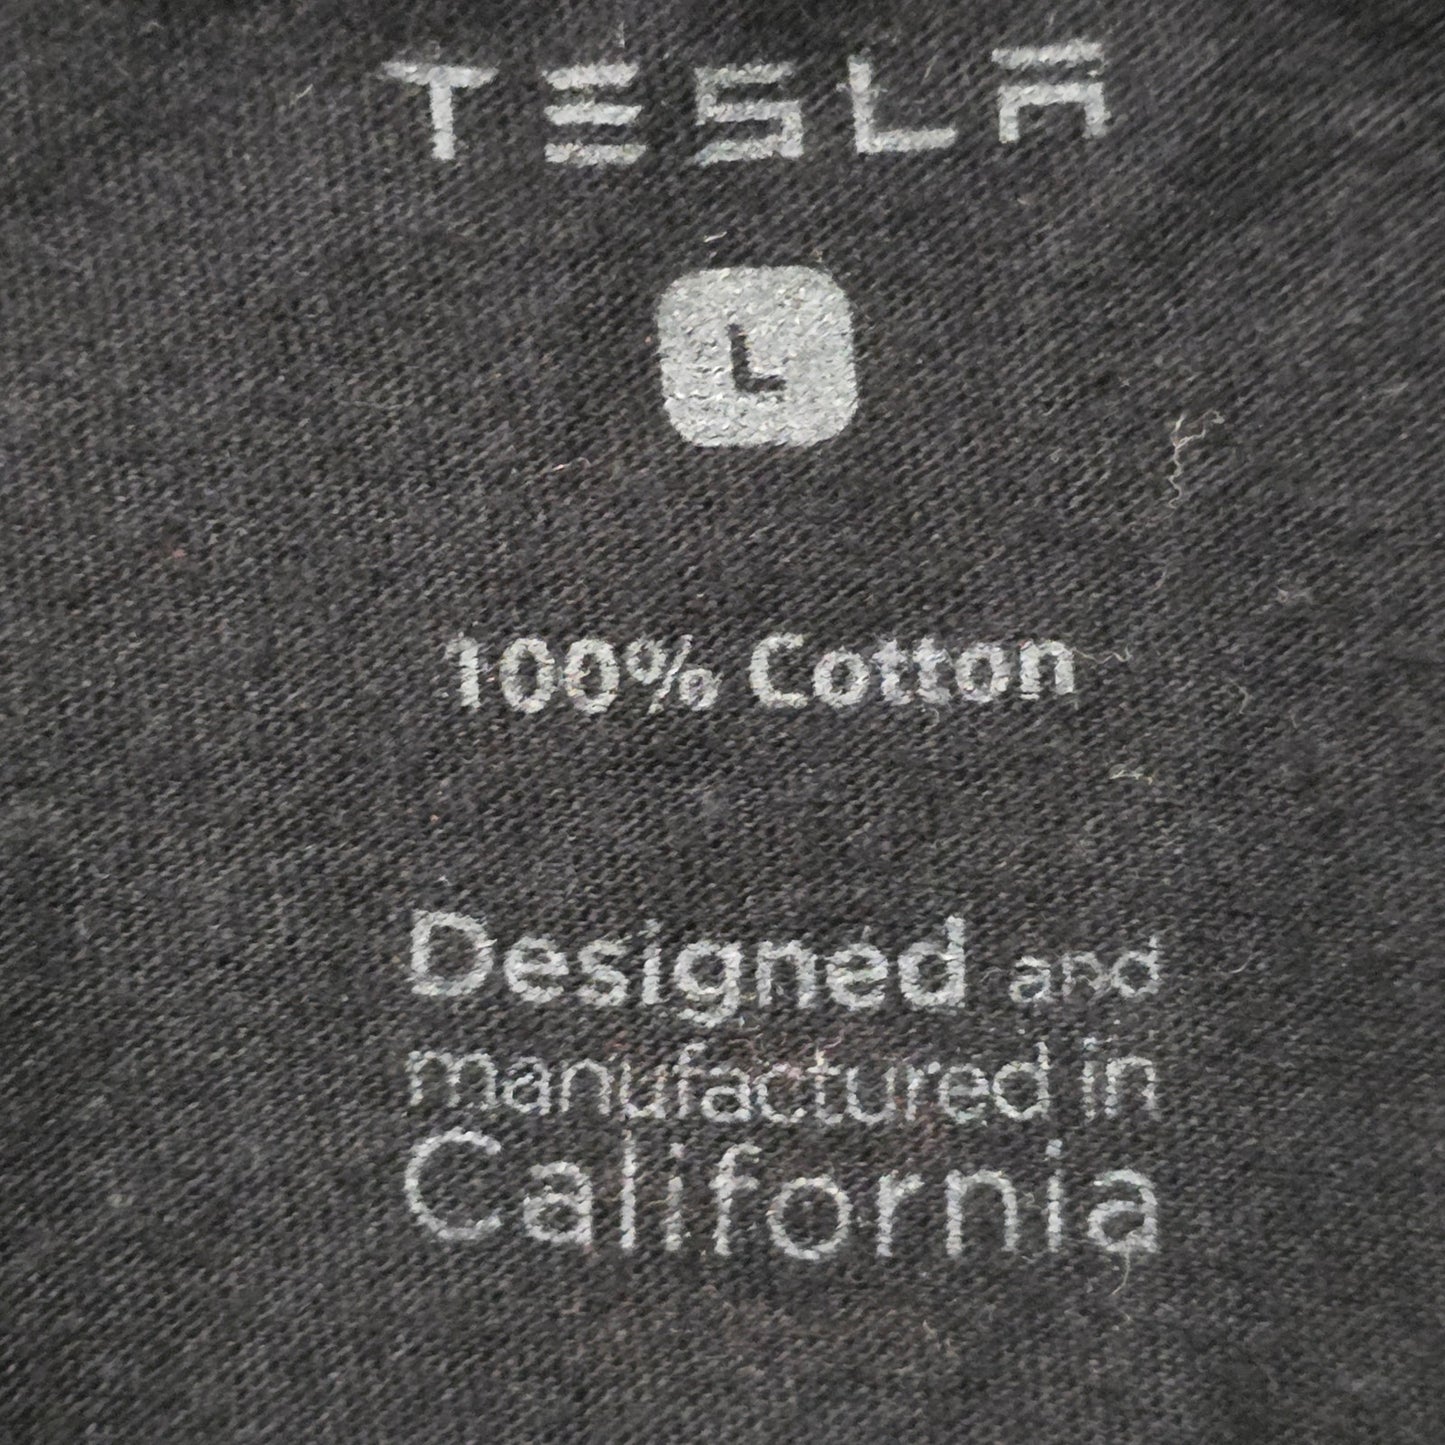 TESLA
L
100% Cotton
Designed and
manufactured in
California